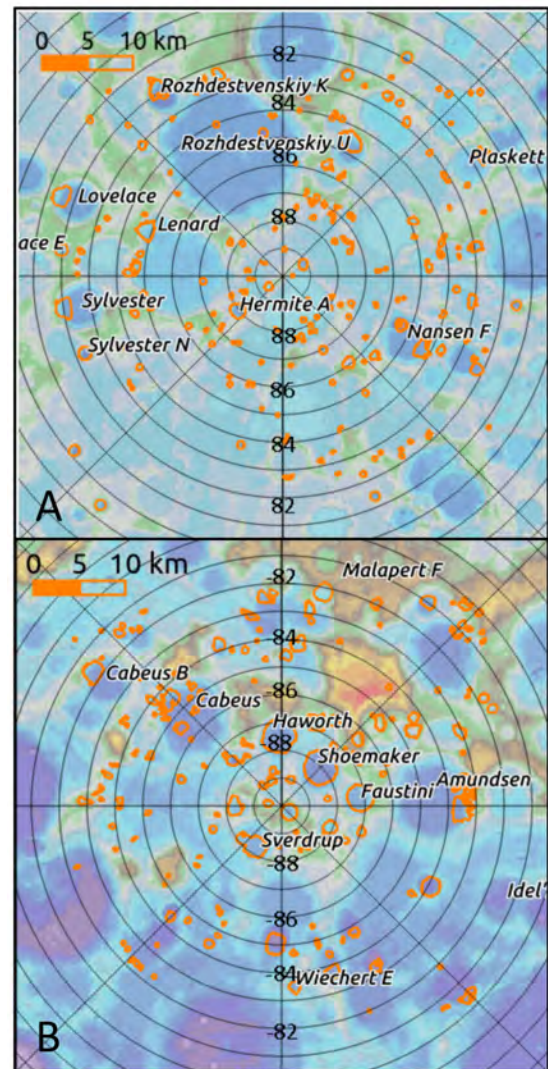 0 5 10 km
82
Rozhdestvenskiy K
84
Rozhdestvenskiy U
86
Plaskett
Lovelace
88
Lenard
ace E
Hermite A
Sylvester
88
Nansen F
Sylvester N
86
84
82
A
0 5 10 km
-82
Malapert F
-84
Cabeus B
Cabeus
-86
Haworth
-88
Shoemaker
Faustini
Amundsen
Sverdrup
-88
Idel'
-86
-84
Wiechert E
-82
B